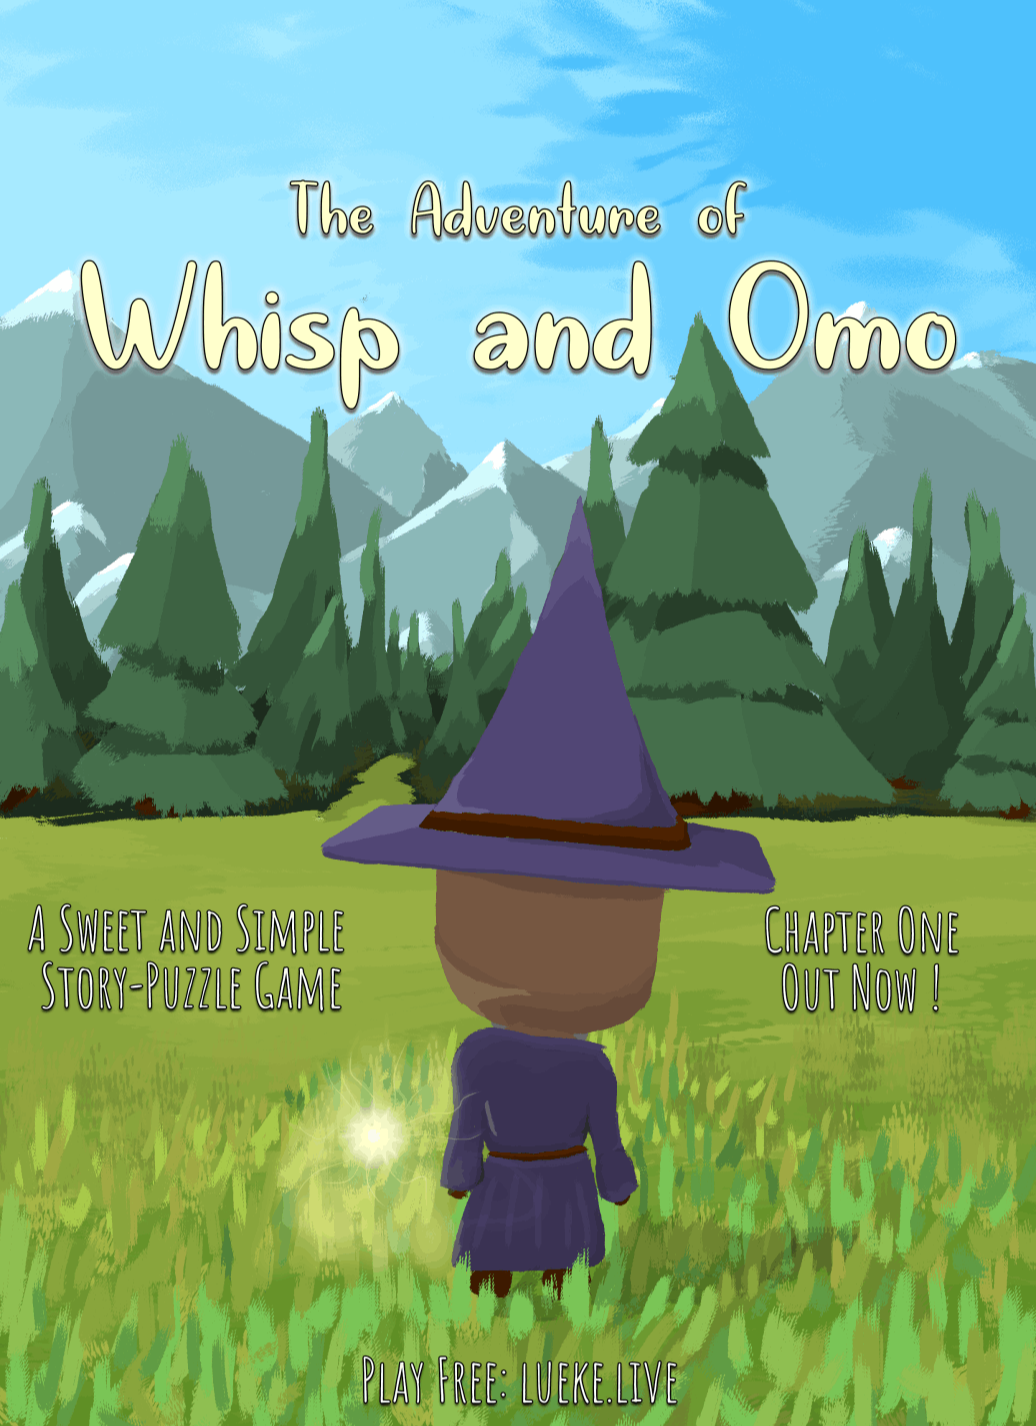 The Adventure of
Whisp and Omo
A Sweet and Simple
Story-Puzzle Game
Chapter One
Out Now !
Play Free: lueke.live